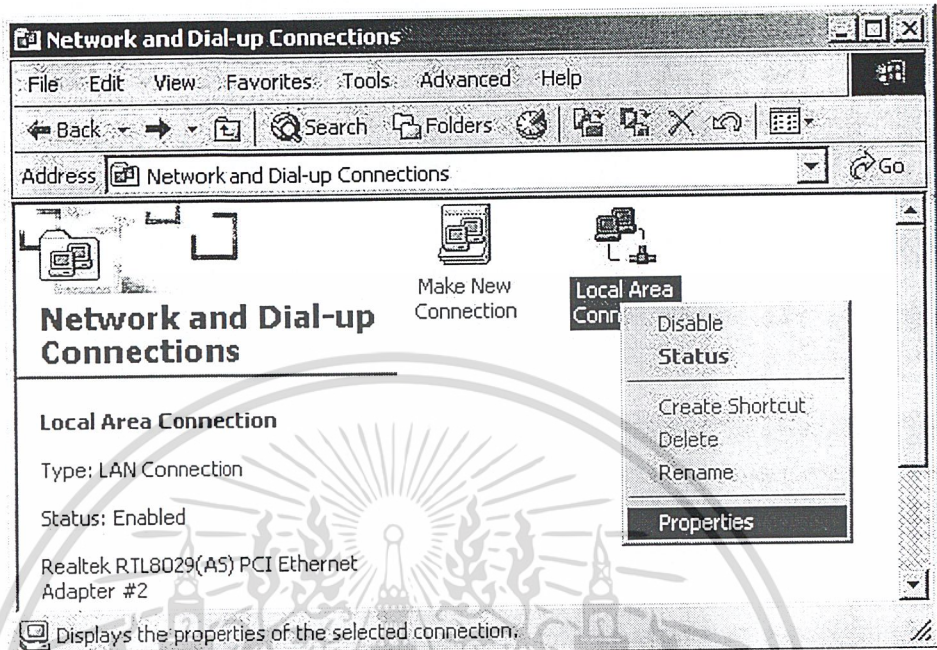 Network and Dial-up Connections
File Edit View Favorites Tools Advanced Help
Back Search Folders
Address Network and Dial-up Connections Go
Make New
Connection
Local Area
Conn
Disable
Status
Create Shortcut
Delete
Rename
Properties
Network and Dial-up
Connections
Local Area Connection
Type: LAN Connection
Status: Enabled
Realtek RTL8029(AS) PCI Ethernet
Adapter #2
Displays the properties of the selected connection.